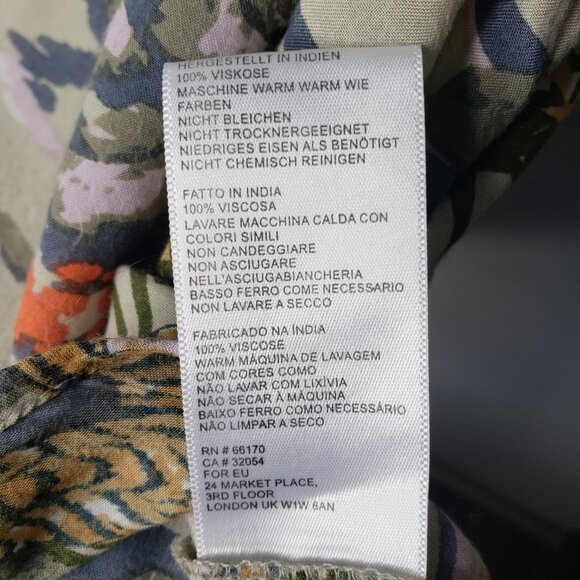 HERGESTELLT IN INDIEN
100% VISKOSE
MASCHINE WARM WARM WIE
FARBEN
NICHT BLEICHEN
NICHT TROCKNERGEEIGNET
NIEDRIGES EISEN ALS BENÖTIGT
NICHT CHEMISCH REINIGEN
FATTO IN INDIA
100% VISCOSA
LAVARE MACCHINA CALDA CON
COLORI SIMILI
NON CANDEGGIARE
NON ASCIUGARE
NELL'ASCIUGABIANCHERIA
BASSO FERRO COME NECESSARIO
NON LAVARE A SECCO
FABRICADO NA ÍNDIA
100% VISCOSE
WARM MÁQUINA DE LAVAGEM
COM CORES COMO
NÃO LAVAR COM LIXÍVIA
NÃO SECAR À MÁQUINA
BAIXO FERRO COMO NECESSÁRIO
NÃO LIMPAR A SECO
RN # 66170
CA # 32054
FOR EU
24 MARKET PLACE,
3RD FLOOR
LONDON UK W1W 6AN